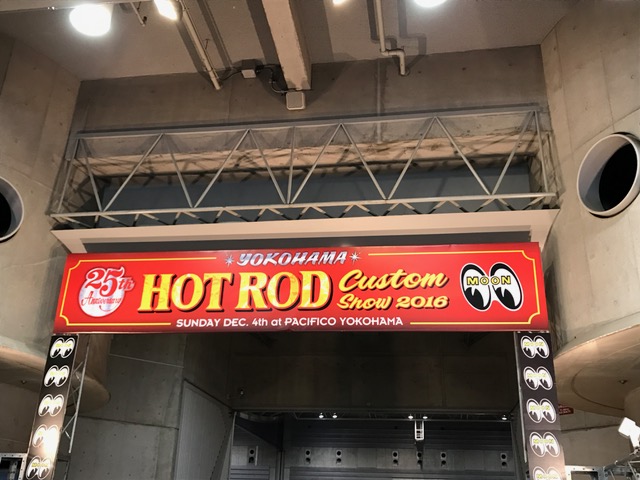 25th
Anniversary
YOKOHAMA
HOT ROD
Custom
Show 2016
MOON
SUNDAY DEC. 4th at PACIFICO YOKOHAMA